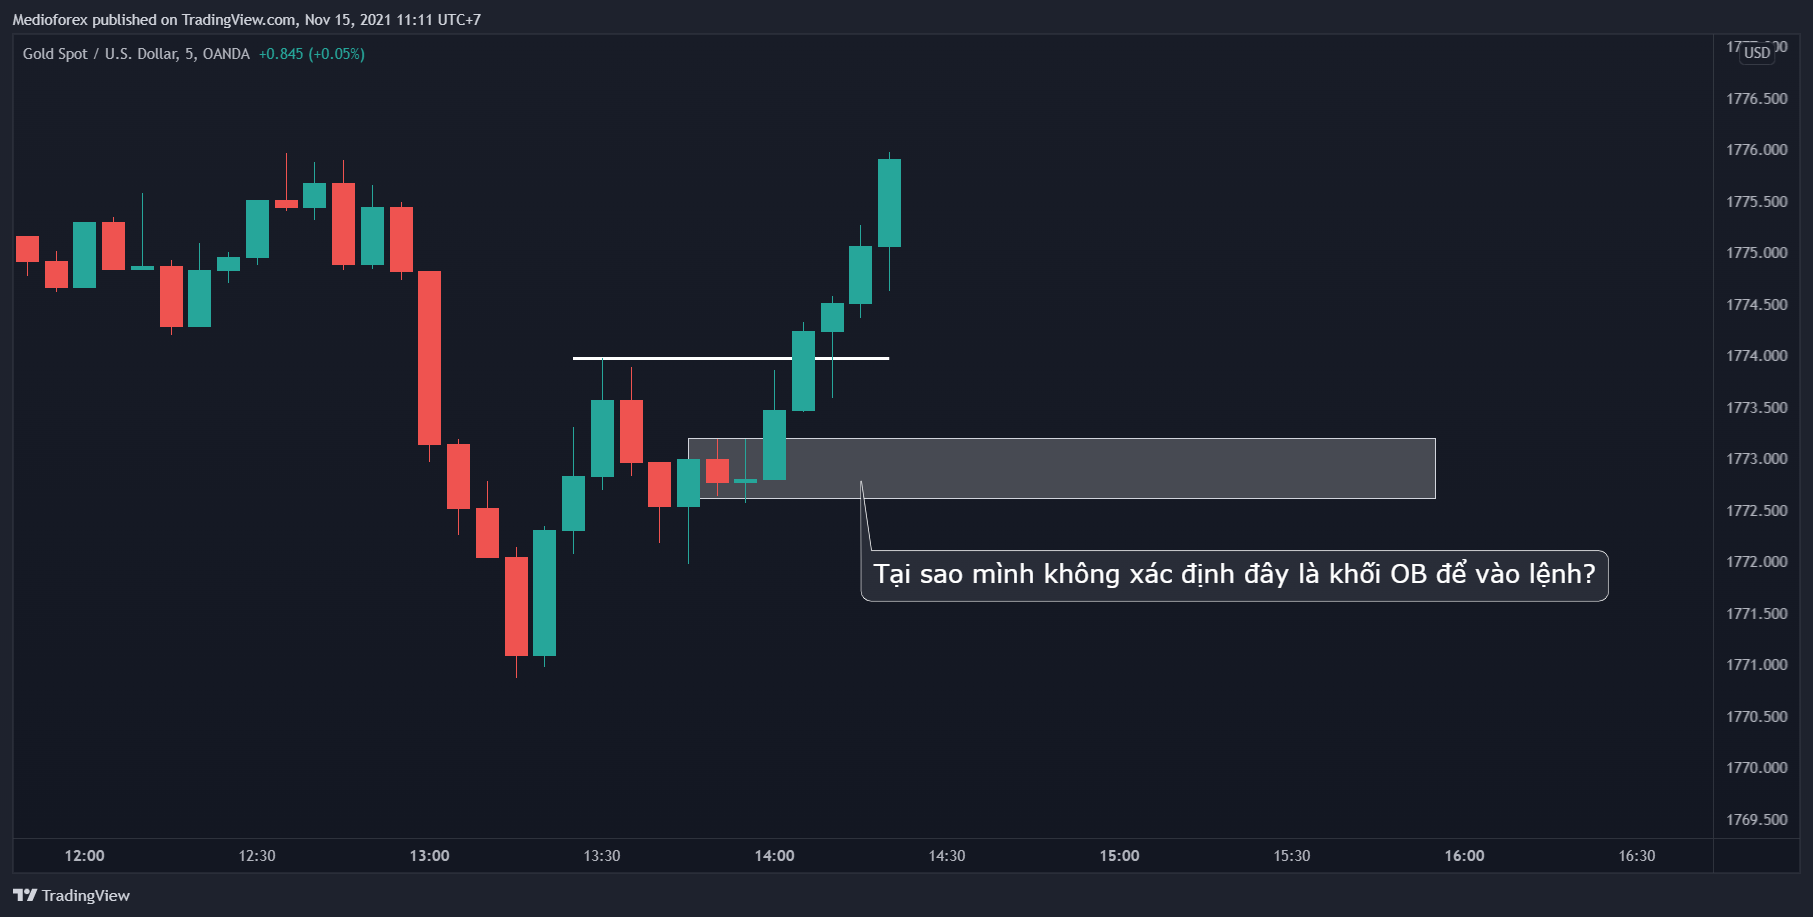 Medioforex published on TradingView.com, Nov 15, 2021 11:11 UTC+7
Gold Spot / U.S. Dollar, 5, OANDA +0.845 (+0.05%)
USD
1776.500
1776.000
1775.500
1775.000
1774.500
1774.000
1773.500
1773.000
1772.500
1772.000
1771.500
1771.000
1770.500
1770.000
1769.500
Tại sao mình không xác định đây là khối OB để vào lệnh?
12:00 12:30 13:00 13:30 14:00 14:30 15:00 15:30 16:00 16:30
TradingView